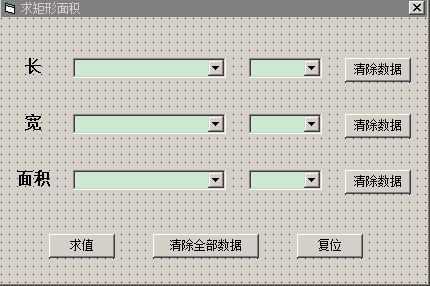 求矩形面积
长 清除数据
宽 清除数据
面积 清除数据
求值 清除全部数据 复位